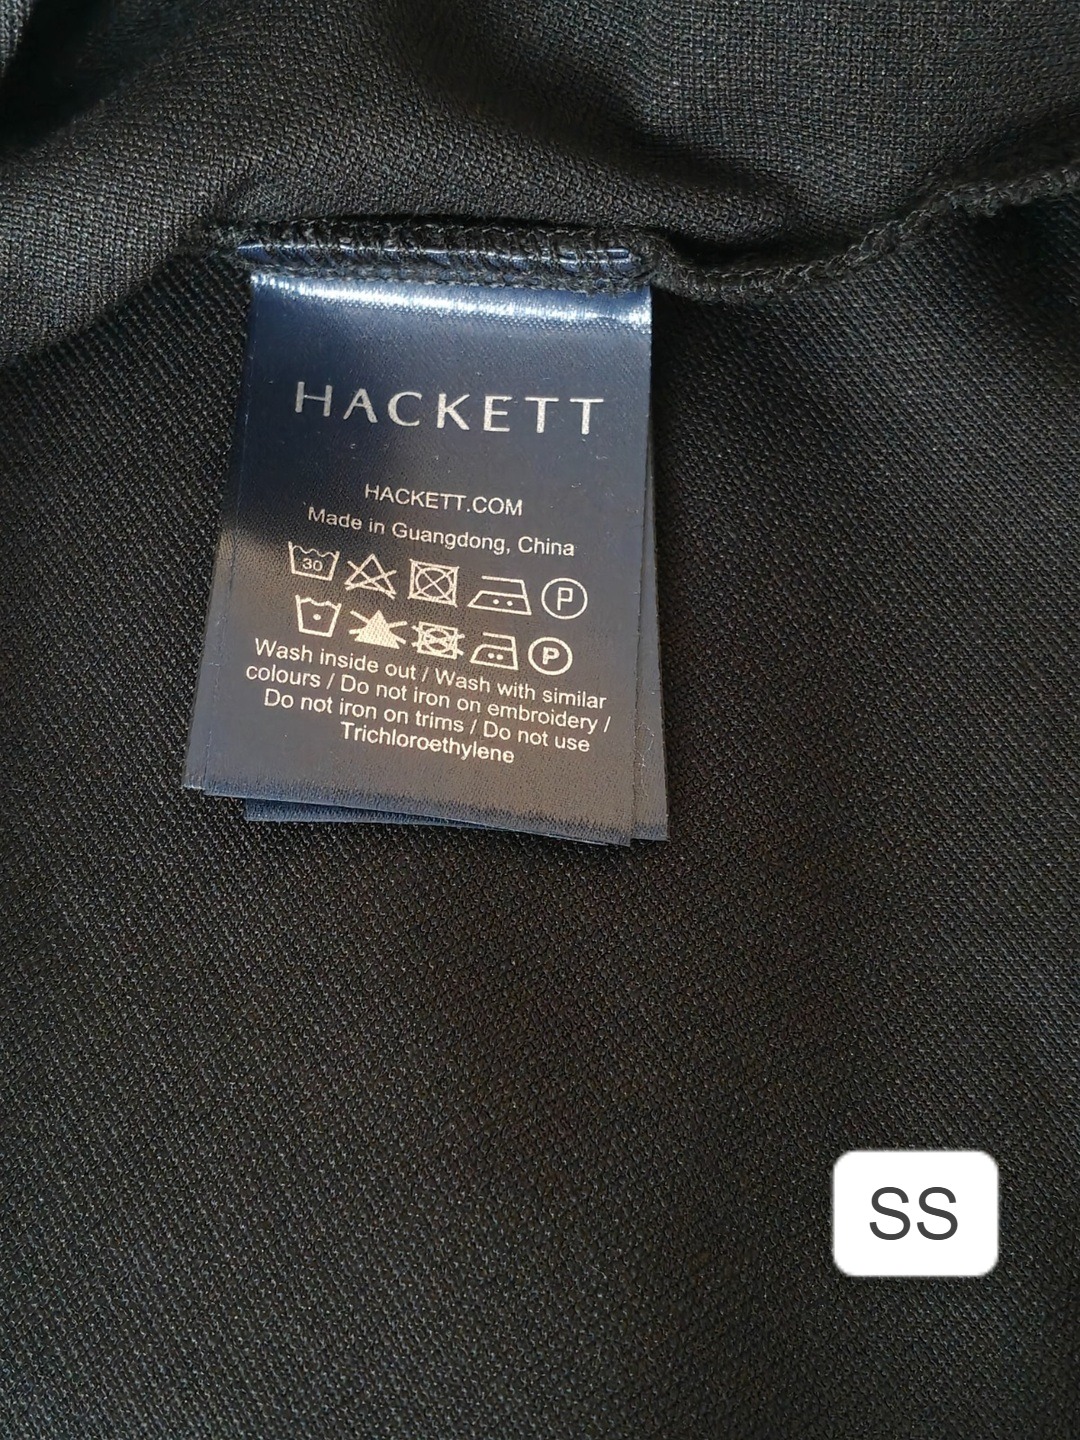 HACKETT
HACKETT.COM
Made in Guangdong, China
30
P
P
Wash inside out / Wash with similar
colours / Do not iron on embroidery /
Do not iron on trims / Do not use
Trichloroethylene
SS